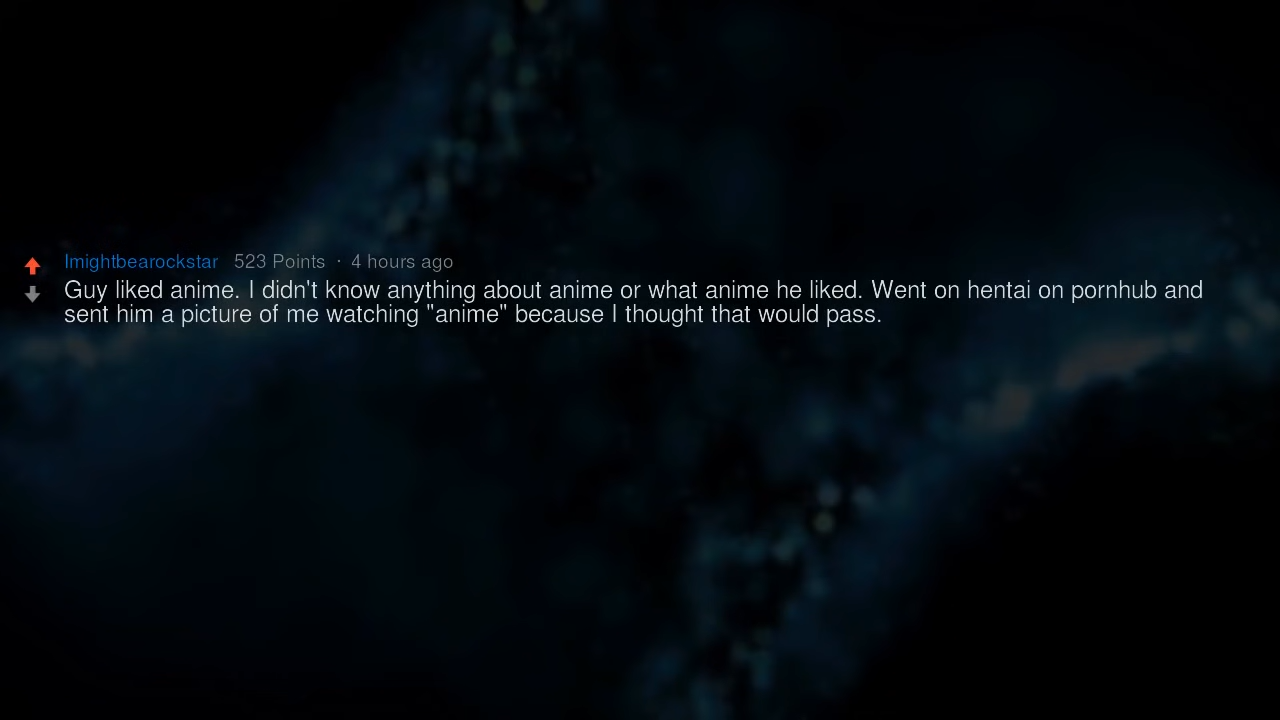 Imightbearockstar 523 Points · 4 hours ago
Guy liked anime. I didn't know anything about anime or what anime he liked. Went on hentai on pornhub and
sent him a picture of me watching "anime" because I thought that would pass.